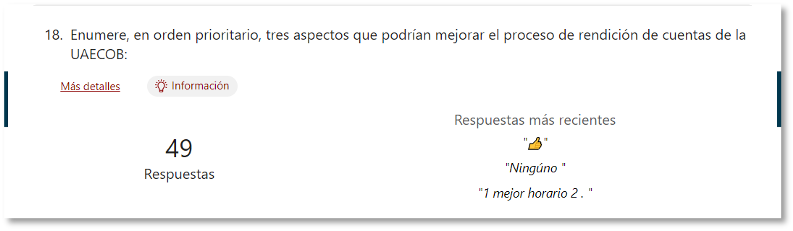 18. Enumere, en orden prioritario, tres aspectos que podrían mejorar el proceso de rendición de cuentas de la
UAECOB:
Más detalles
Información
49
Respuestas
Respuestas más recientes
"👍"
"Ningúno "
"1 mejor horario 2 . "